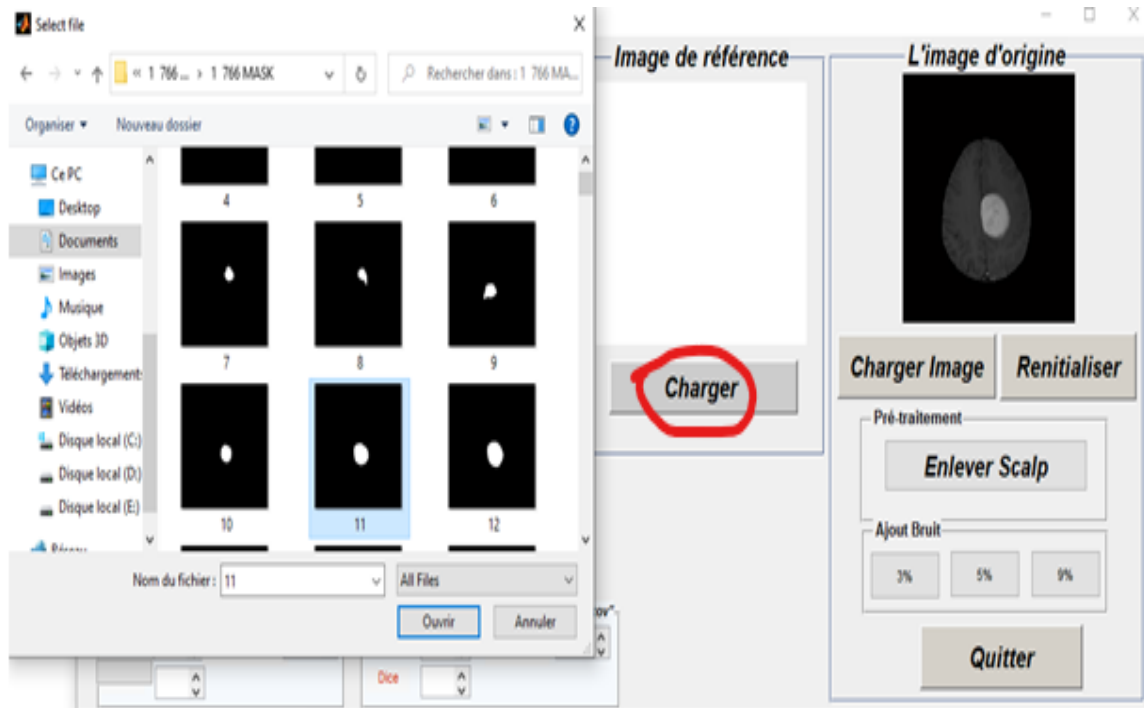 Select file
« 1 766 ... > 1 766 MASK
Rechercher dans : 1 766 MA...
Organiser
Nouveau dossier
Ce PC
Desktop
Documents
Images
Musique
Objets 3D
Téléchargement
Vidéos
Disque local (C:)
Disque local (D:)
Disque local (E:)
4 5 6
7 8 9
10 11 12
Nom du fichier : 11
All Files
Ouvrir
Annuler
Dice
Image de référence
Charger
L'image d'origine
Charger Image
Renitialiser
Pré-traitement
Enlever Scalp
Ajout Bruit
3% 5% 9%
Quitter